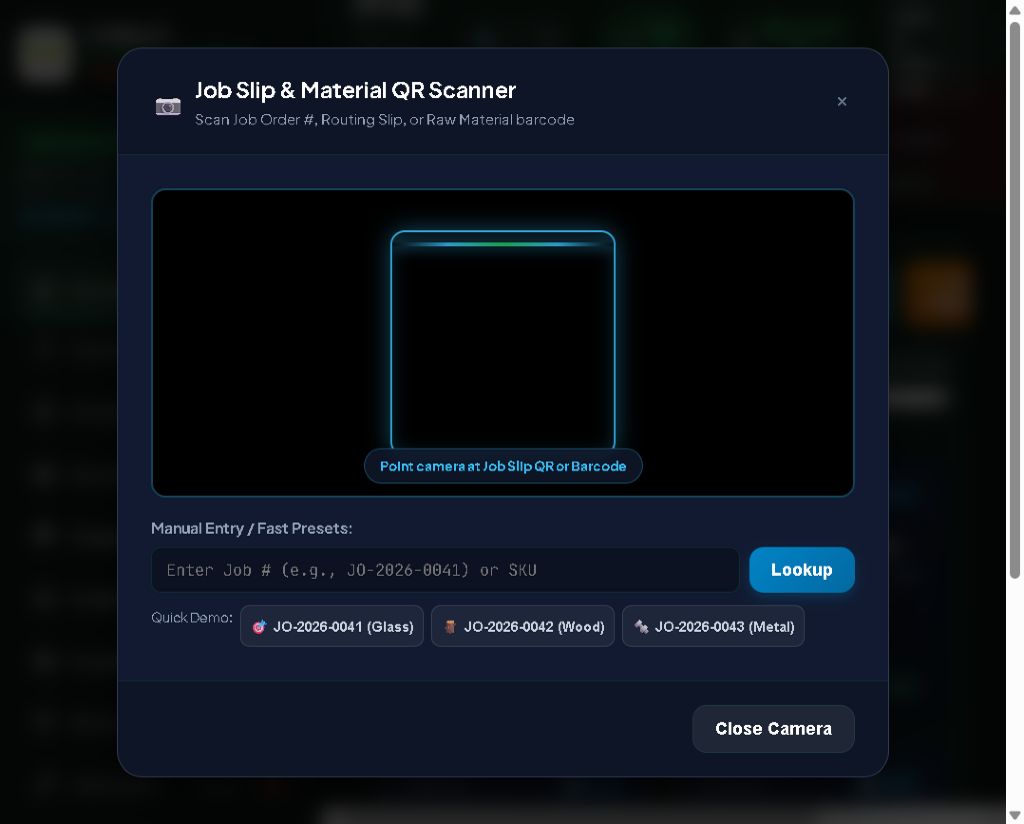 Job Slip & Material QR Scanner
Scan Job Order #, Routing Slip, or Raw Material barcode
×
Point camera at Job Slip QR or Barcode
Manual Entry / Fast Presets:
Enter Job # (e.g., JO-2026-0041) or SKU
Lookup
Quick Demo:
JO-2026-0041 (Glass)
JO-2026-0042 (Wood)
JO-2026-0043 (Metal)
Close Camera